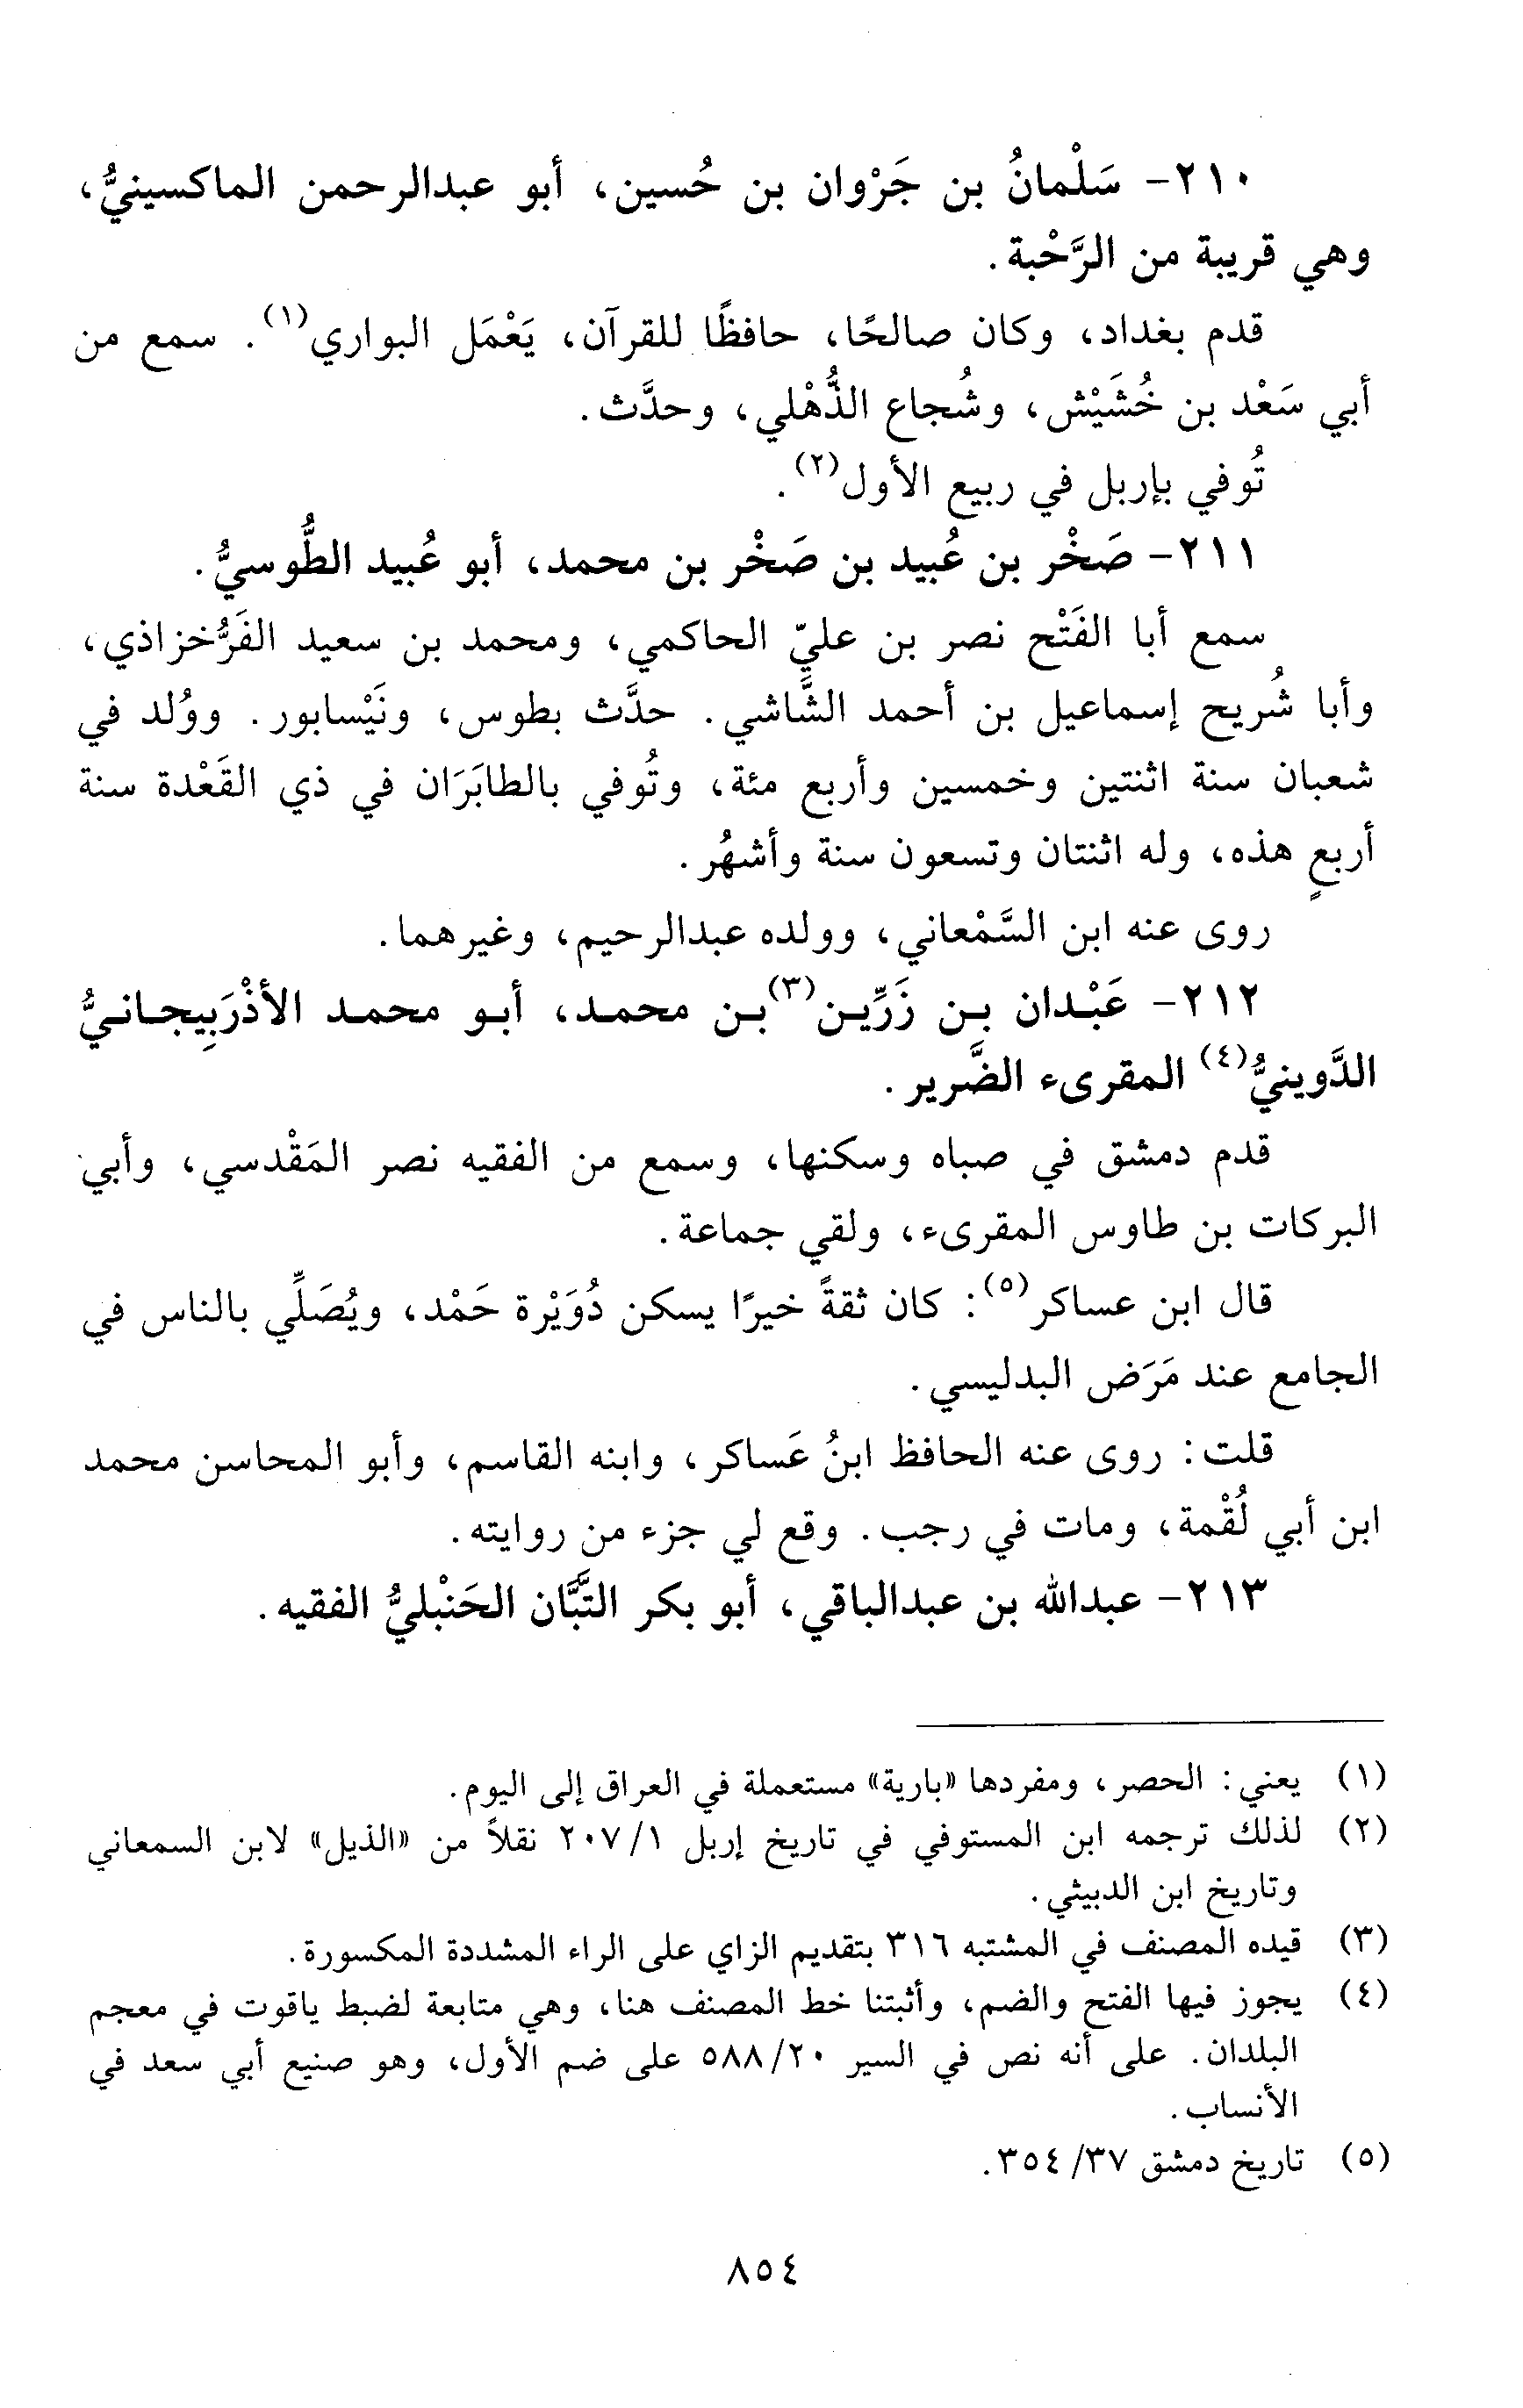 ٢١٠- سَلْمانُ بن جَرْوان بن حُسين، أبو عبدالرحمن الماكسينيُّ،
وهي قريبة من الرَّحْبة.
قدم بغداد، وكان صالحًا، حافظًا للقرآن، يَعْمَل البواري(١). سمع من
أبي سَعْد بن خُشَيْش، وشُجاع الذُّهْلي، وحدَّث.
تُوفي بإربل في ربيع الأول(٢).
٢١١- صَخْر بن عُبيد بن صَخْر بن محمد، أبو عُبيد الطُّوسيُّ.
سمع أبا الفَتْح نصر بن عليّ الحاكمي، ومحمد بن سعيد الفَرُّخزاذي،
وأبا شُريح إسماعيل بن أحمد الشَّاشي. حدَّث بطوس، ونَيْسابور. ووُلد في
شعبان سنة اثنتين وخمسين وأربع مئة، وتُوفي بالطابَرَان في ذي القَعْدة سنة
أربعٍ هذه، وله اثنتان وتسعون سنة وأشهُر.
روى عنه ابن السَّمْعاني، وولده عبدالرحيم، وغيرهما.
٢١٢- عَبْدان بن زَرِّين(٣) بن محمد، أبو محمد الأذْرَبِيجانيُّ
الدَّوينيُّ(٤) المقرىء الضَّرير.
قدم دمشق في صباه وسكنها، وسمع من الفقيه نصر المَقْدسي، وأبي
البركات بن طاوس المقرىء، ولقي جماعة.
قال ابن عساكر(٥): كان ثقةً خيرًا يسكن دُوَيْرة حَمْد، ويُصَلِّي بالناس في
الجامع عند مَرَض البدليسي.
قلت: روى عنه الحافظ ابنُ عَساكر، وابنه القاسم، وأبو المحاسن محمد
ابن أبي لُقْمة، ومات في رجب. وقع لي جزء من روايته.
٢١٣- عبدالله بن عبدالباقي، أبو بكر التَّبَّان الحَنْبليُّ الفقيه.
(١) يعني: الحصر، ومفردها «بارية» مستعملة في العراق إلى اليوم.
(٢) لذلك ترجمه ابن المستوفي في تاريخ إربل ٢٠٧/١ نقلاً من «الذيل» لابن السمعاني
وتاريخ ابن الدبيثي.
(٣) قيده المصنف في المشتبه ٣١٦ بتقديم الزاي على الراء المشددة المكسورة.
(٤) يجوز فيها الفتح والضم، وأثبتنا خط المصنف هنا، وهي متابعة لضبط ياقوت في معجم
البلدان. على أنه نص في السير ٥٨٨/٢٠ على ضم الأول، وهو صنيع أبي سعد في
الأنساب.
(٥) تاريخ دمشق ٣٧/ ٣٥٤.
٨٥٤